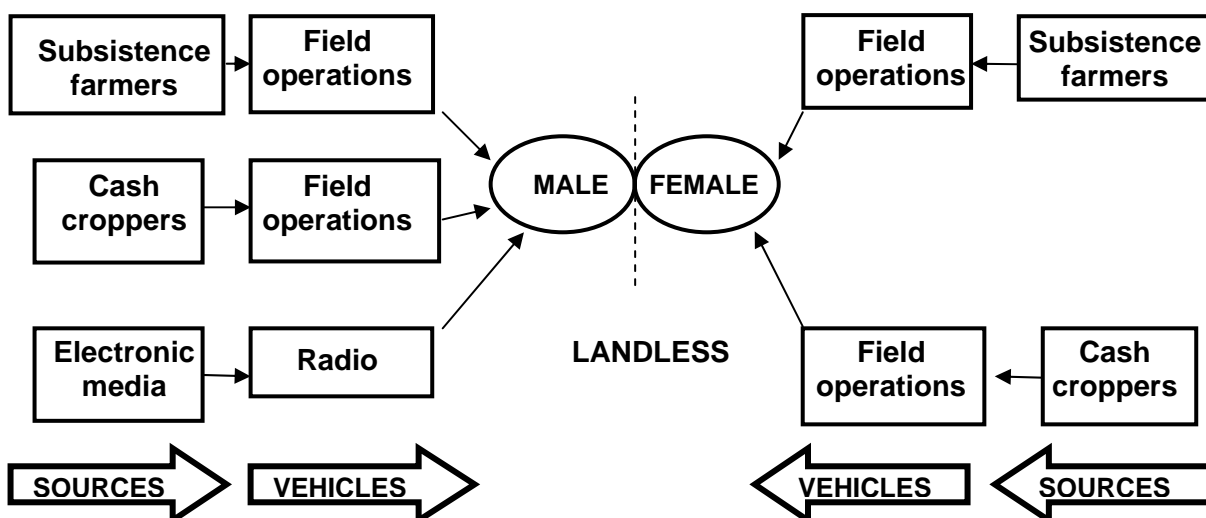 Subsistence
farmers
Field
operations
Field
operations
Subsistence
farmers
Cash
croppers
Field
operations
MALE
FEMALE
Electronic
media
Radio
LANDLESS
Field
operations
Cash
croppers
SOURCES
VEHICLES
VEHICLES
SOURCES